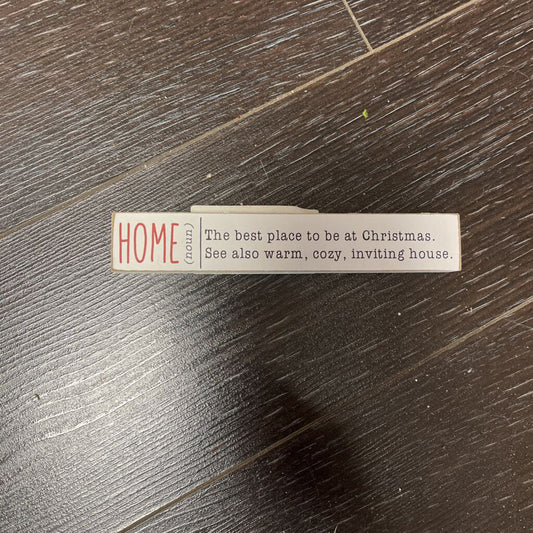 HOME
(noun)
The best place to be at Christmas.
See also warm, cozy, inviting house.